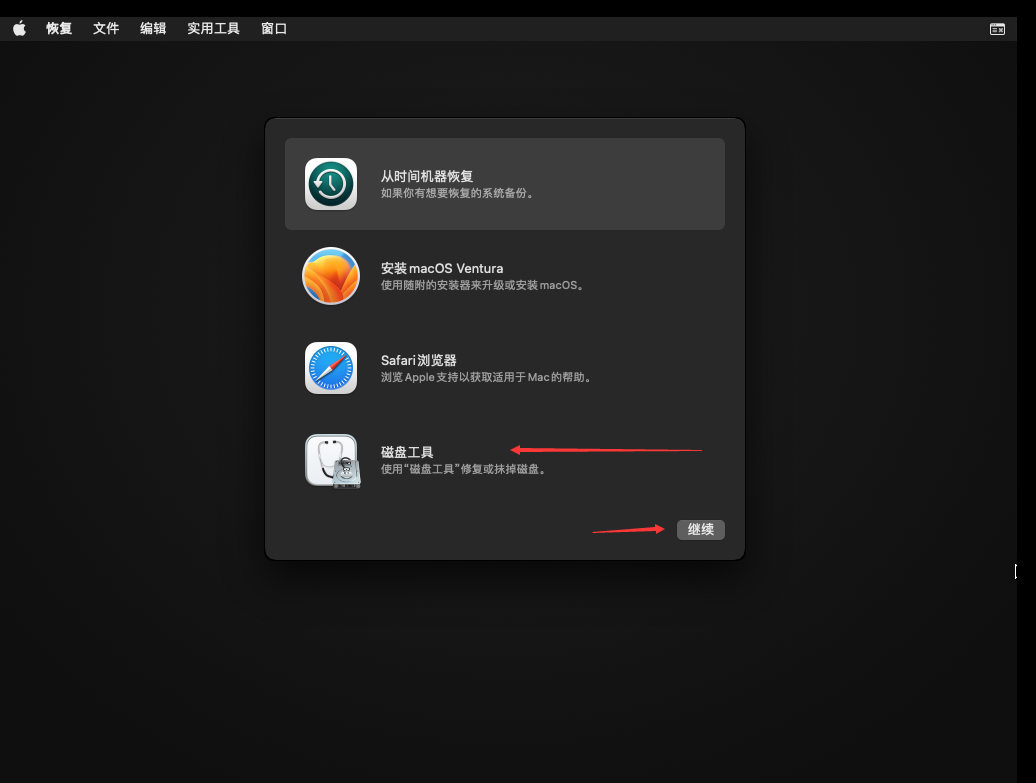 恢复 文件 编辑 实用工具 窗口
从时间机器恢复
如果你有想要恢复的系统备份。
安装 macOS Ventura
使用随附的安装器来升级或安装 macOS。
Safari浏览器
浏览 Apple 支持以获取适用于 Mac 的帮助。
磁盘工具
使用“磁盘工具”修复或抹掉磁盘。
继续